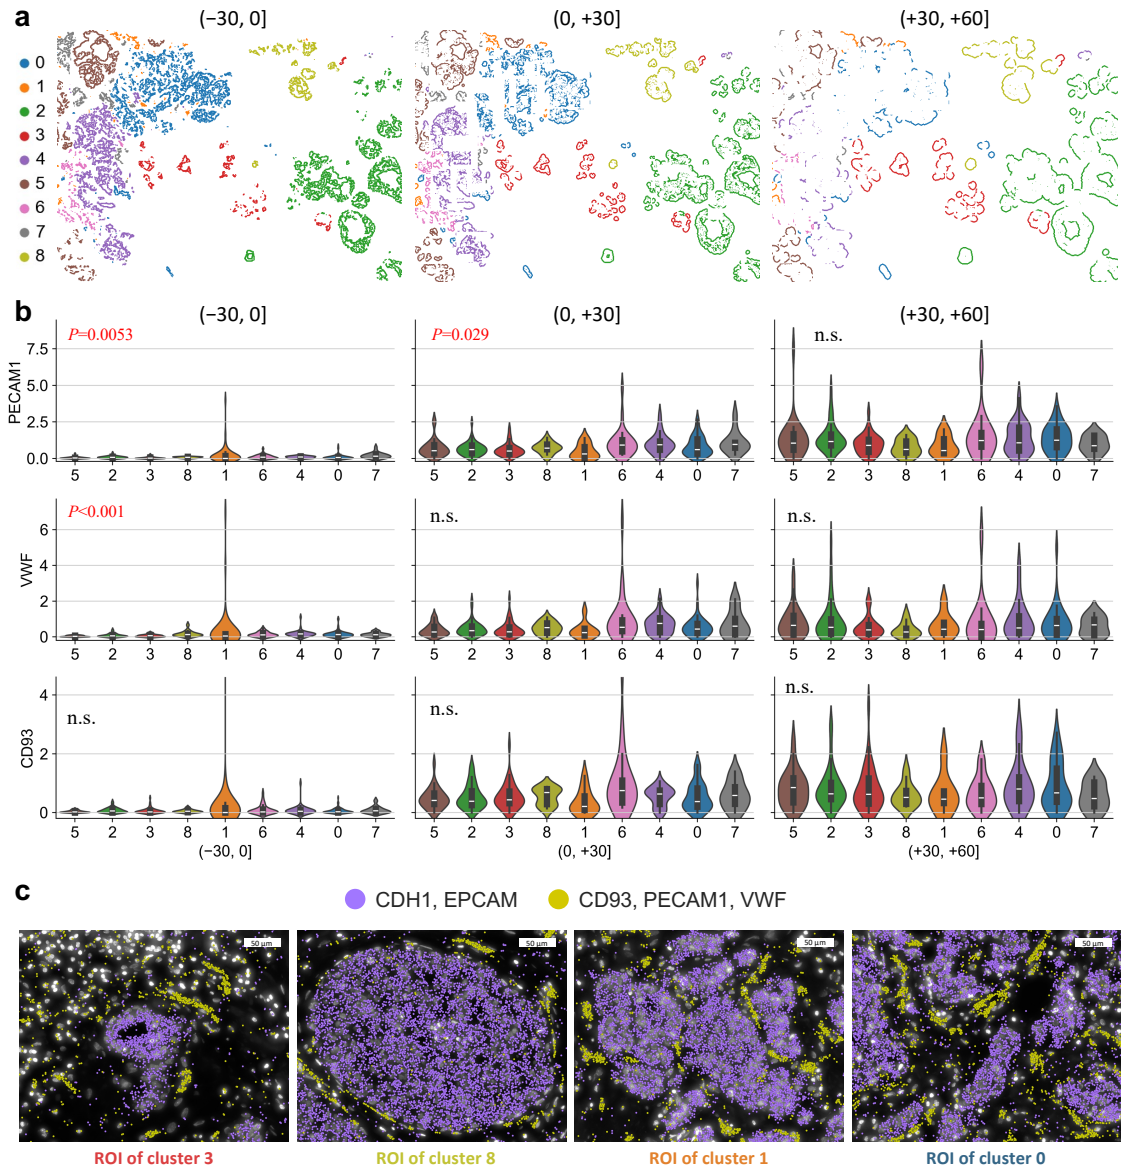 a
(−30, 0]
(0, +30]
(+30, +60]
0
1
2
3
4
5
6
7
8
b
(−30, 0]
(0, +30]
(+30, +60]
PECAM1
7.5
5.0
2.5
0.0
P=0.0053
P=0.029
n.s.
5 2 3 8 1 6 4 0 7
5 2 3 8 1 6 4 0 7
5 2 3 8 1 6 4 0 7
VWF
6
4
2
0
P<0.001
n.s.
n.s.
5 2 3 8 1 6 4 0 7
5 2 3 8 1 6 4 0 7
5 2 3 8 1 6 4 0 7
CD93
4
2
0
n.s.
n.s.
n.s.
5 2 3 8 1 6 4 0 7
5 2 3 8 1 6 4 0 7
5 2 3 8 1 6 4 0 7
(−30, 0]
(0, +30]
(+30, +60]
c
CDH1, EPCAM
CD93, PECAM1, VWF
50 µm
50 µm
50 µm
50 µm
ROI of cluster 3
ROI of cluster 8
ROI of cluster 1
ROI of cluster 0